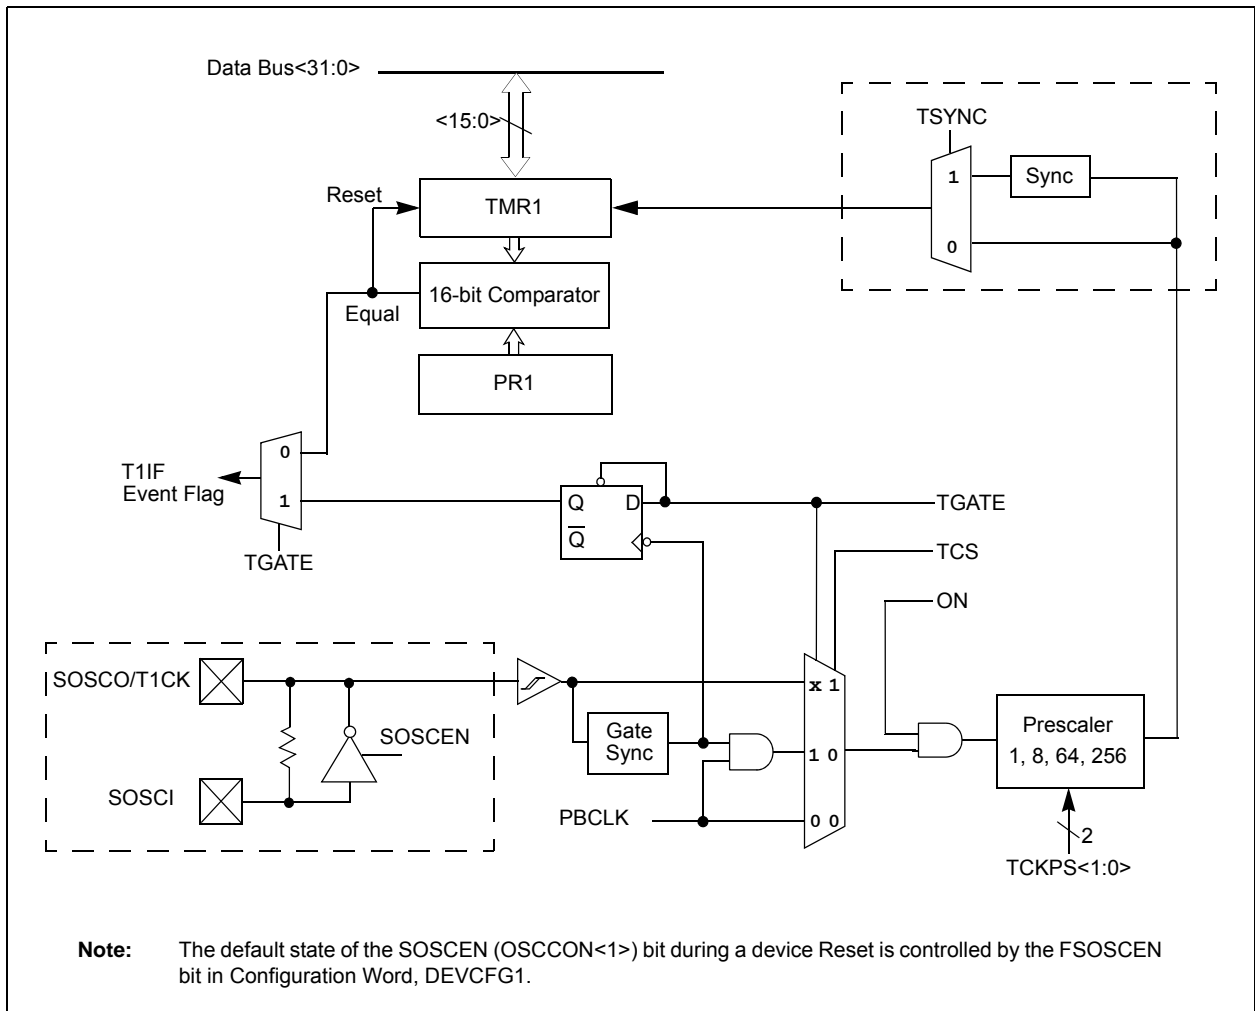 Data Bus<31:0>
<15:0>
TSYNC
1
Sync
Reset
TMR1
0
16-bit Comparator
Equal
PR1
0
T1IF
Event Flag
1
Q
D
TGATE
Q̅
TGATE
TCS
ON
SOSCO/T1CK
x 1
SOSCEN
Gate
Sync
1 0
Prescaler
1, 8, 64, 256
SOSCI
PBCLK
0 0
2
TCKPS<1:0>
Note: The default state of the SOSCEN (OSCCON<1>) bit during a device Reset is controlled by the FSOSCEN
bit in Configuration Word, DEVCFG1.